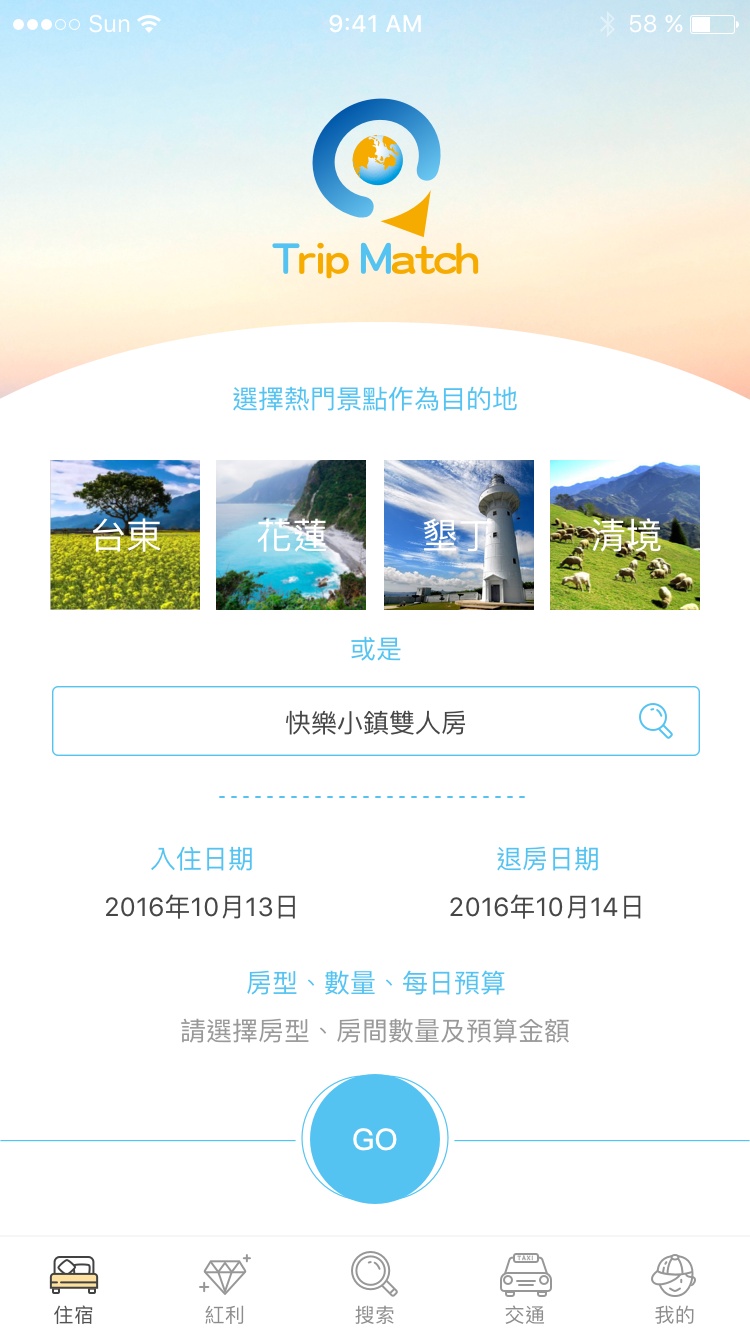 Sun 9:41 AM 58 %
Trip Match
選擇熱門景點作為目的地
台東 花蓮 墾丁 清境
或是
快樂小鎮雙人房
入住日期 退房日期
2016年10月13日 2016年10月14日
房型、數量、每日預算
請選擇房型、房間數量及預算金額
GO
TAXI
住宿 紅利 搜索 交通 我的